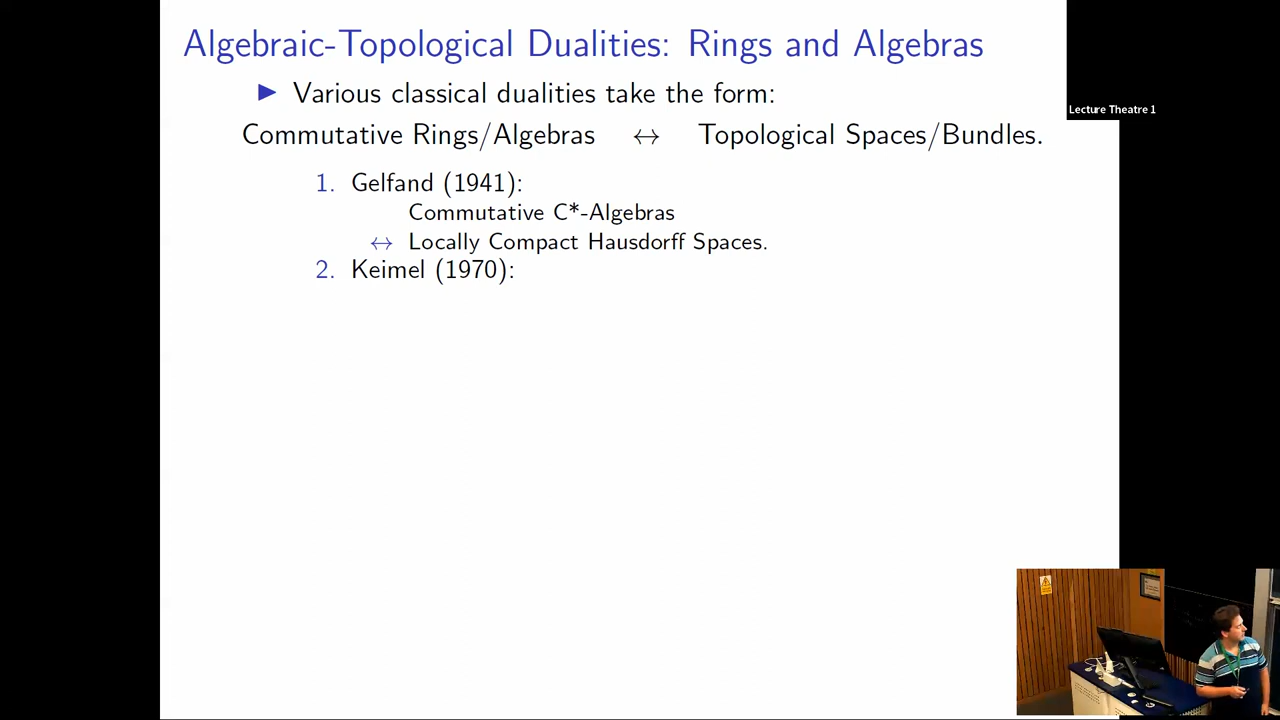 Algebraic-Topological Dualities: Rings and Algebras
Lecture Theatre 1
▶ Various classical dualities take the form:
Commutative Rings/Algebras ↔ Topological Spaces/Bundles.
1. Gelfand (1941):
Commutative C*-Algebras
↔ Locally Compact Hausdorff Spaces.
2. Keimel (1970):